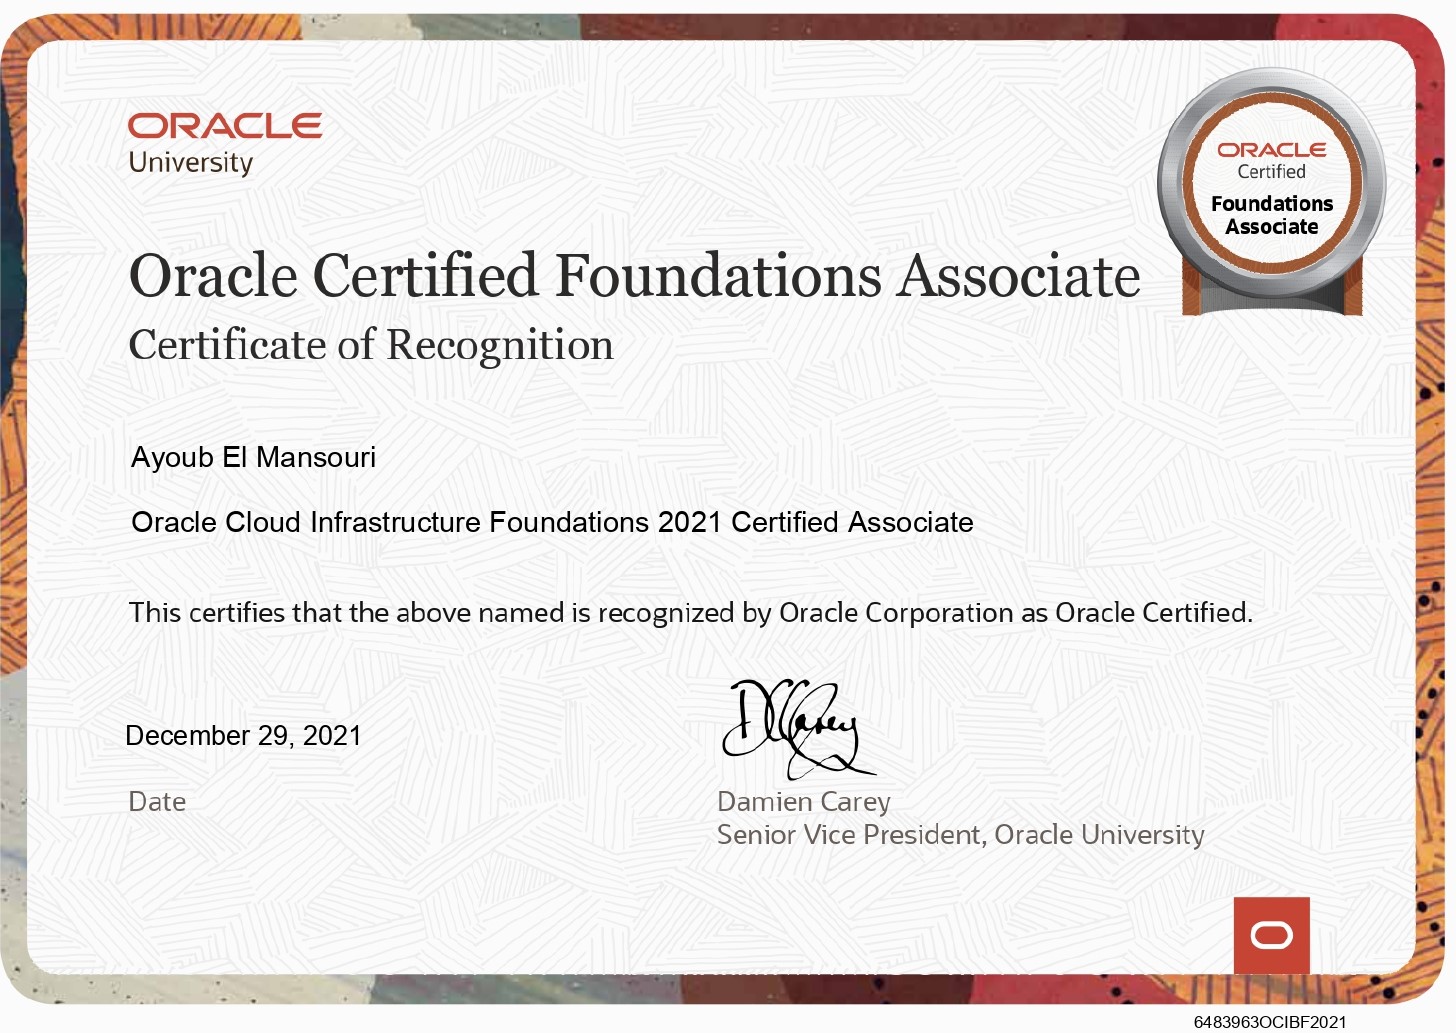 ORACLE
University
ORACLE
Certified
Foundations
Associate
Oracle Certified Foundations Associate
Certificate of Recognition
Ayoub El Mansouri
Oracle Cloud Infrastructure Foundations 2021 Certified Associate
This certifies that the above named is recognized by Oracle Corporation as Oracle Certified.
December 29, 2021
Date
DCarey
Damien Carey
Senior Vice President, Oracle University
6483963OCIBF2021